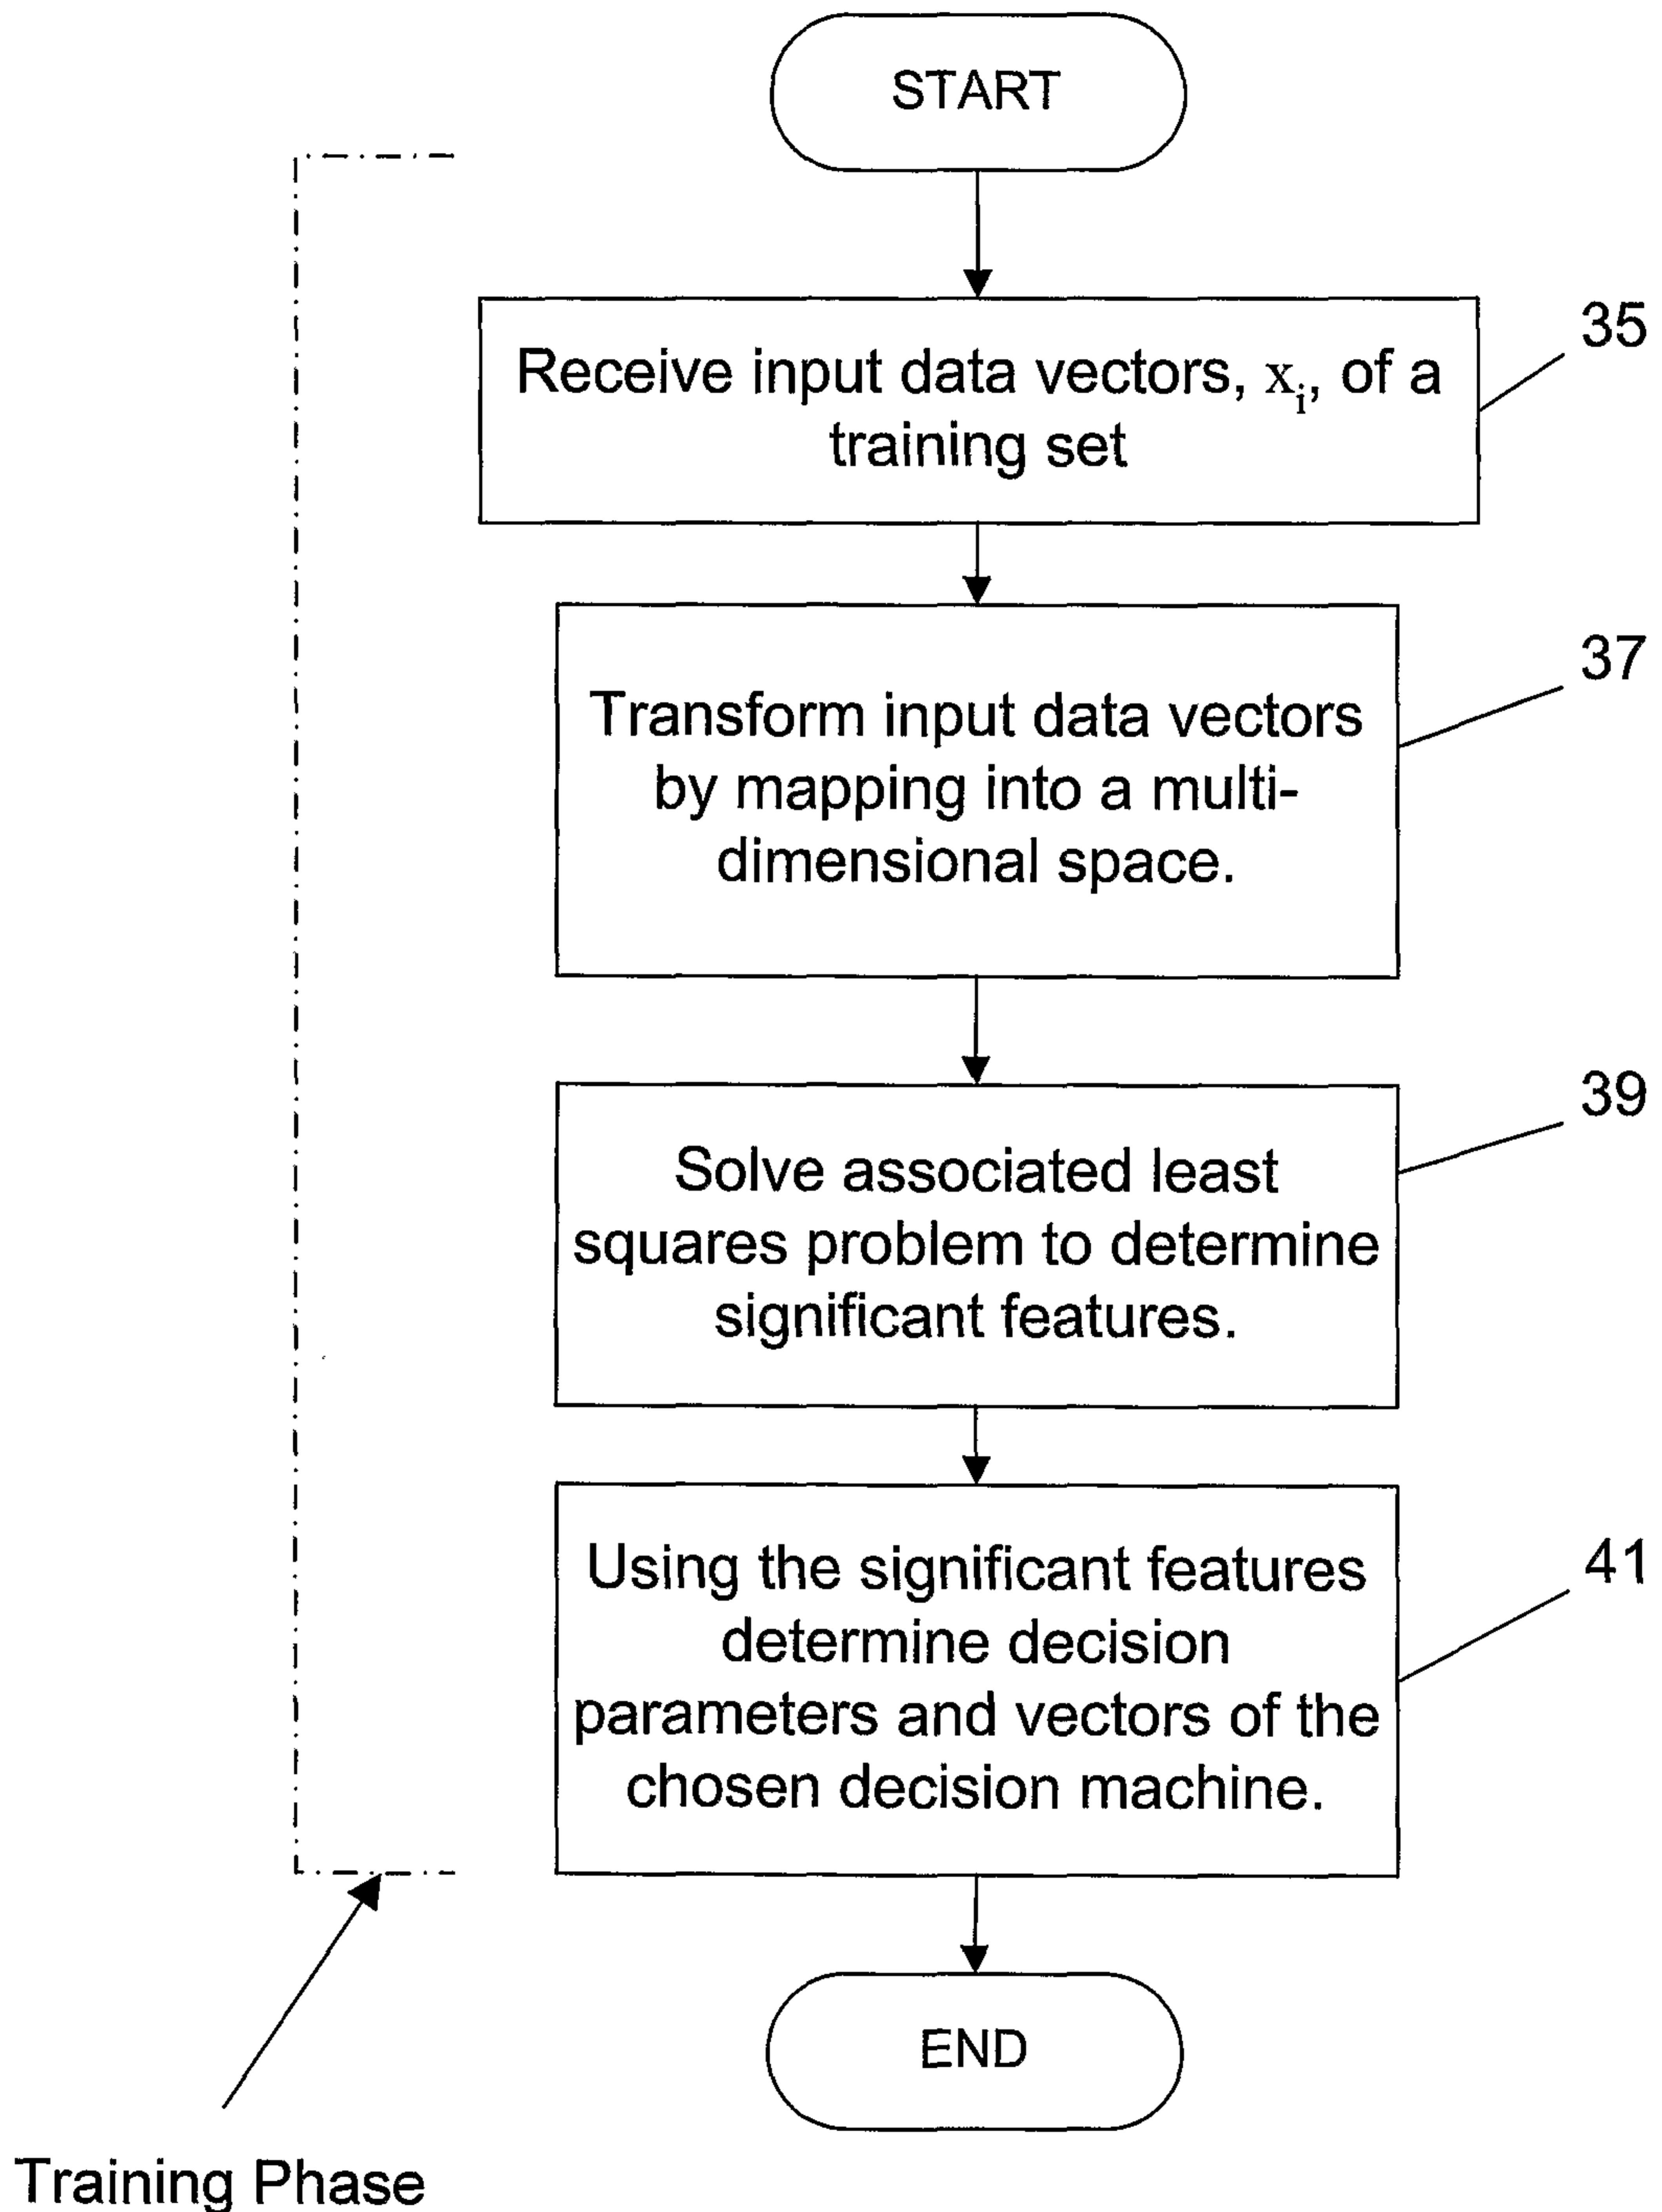 START
Receive input data vectors, xᵢ, of a
training set
35
Transform input data vectors
by mapping into a multi-
dimensional space.
37
Solve associated least
squares problem to determine
significant features.
39
Using the significant features
determine decision
parameters and vectors of the
chosen decision machine.
41
END
Training Phase